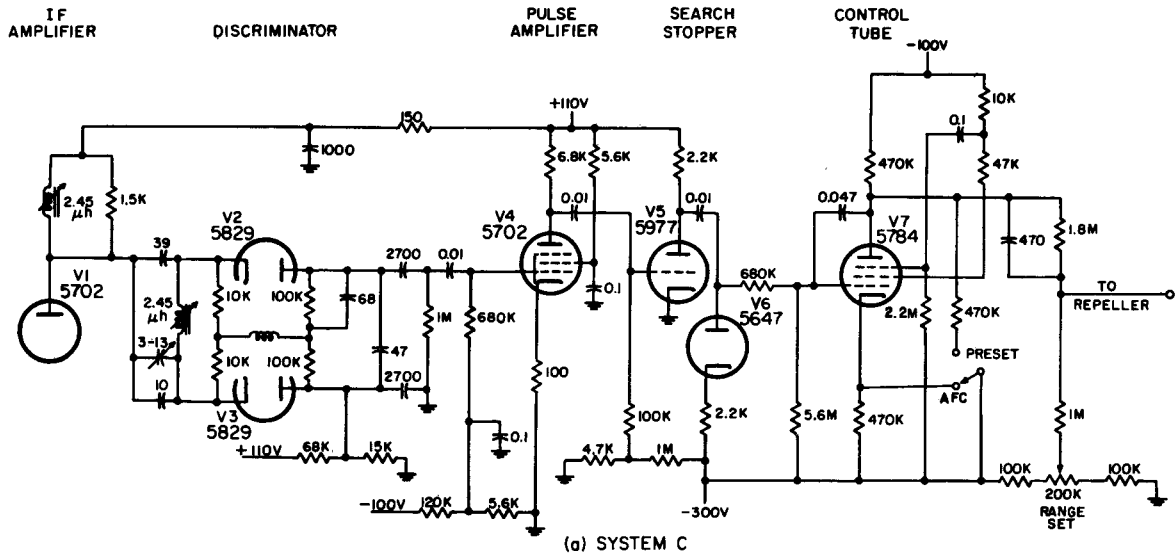 IF AMPLIFIER
DISCRIMINATOR
PULSE AMPLIFIER
SEARCH STOPPER
CONTROL TUBE
-100V
+110V
150
1000
10K
0.1
6.8K
5.6K
2.2K
470K
47K
2.45 μh
1.5K
V2
5829
0.01
V4
5702
0.01
V5
5977
0.01
0.047
V7
5784
470
1.8M
39
2700
0.01
V1
5702
10K
100K
68
2.45 μh
1M
680K
0.1
680K
V6
5647
2.2M
470K
TO REPELLER
3-13
10K
100K
47
PRESET
10
2700
100
AFC
V3
5829
100K
2.2K
5.6M
470K
1M
+110V
68K
15K
0.1
4.7K
1M
100K
200K
100K
RANGE SET
-100V
120K
5.6K
-300V
(a) SYSTEM C